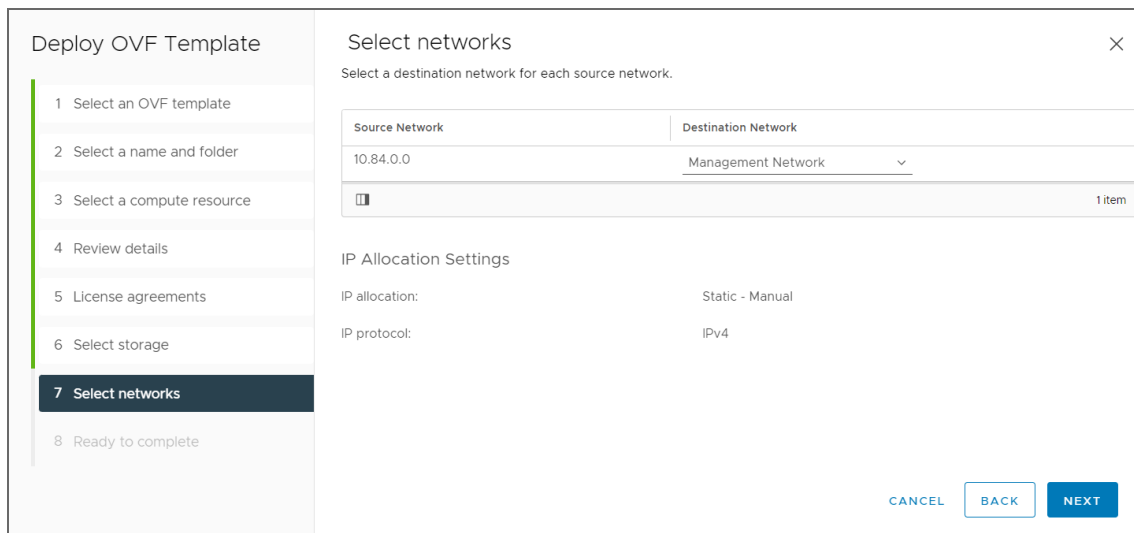 Deploy OVF Template
1 Select an OVF template
2 Select a name and folder
3 Select a compute resource
4 Review details
5 License agreements
6 Select storage
7 Select networks
8 Ready to complete
Select networks
Select a destination network for each source network.
Source Network Destination Network
10.84.0.0 Management Network
1 item
IP Allocation Settings
IP allocation: Static - Manual
IP protocol: IPv4
CANCEL BACK NEXT